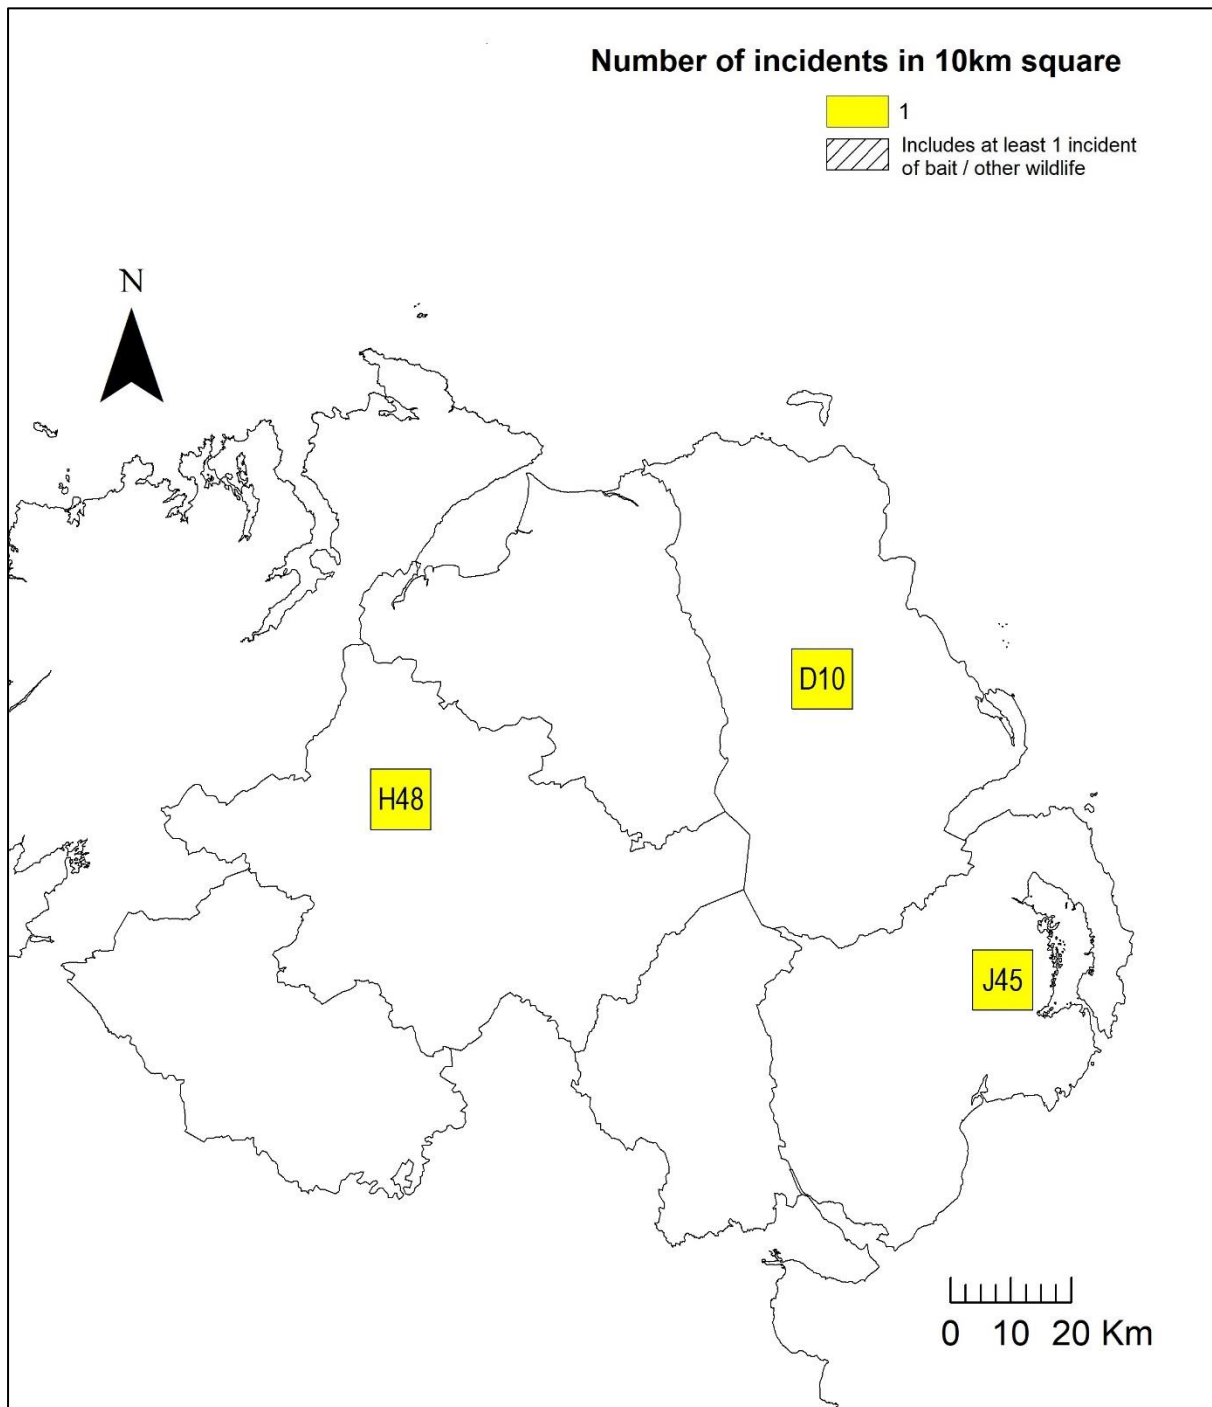 Number of incidents in 10km square
1
Includes at least 1 incident
of bait / other wildlife
N
D10
H48
J45
0 10 20 Km